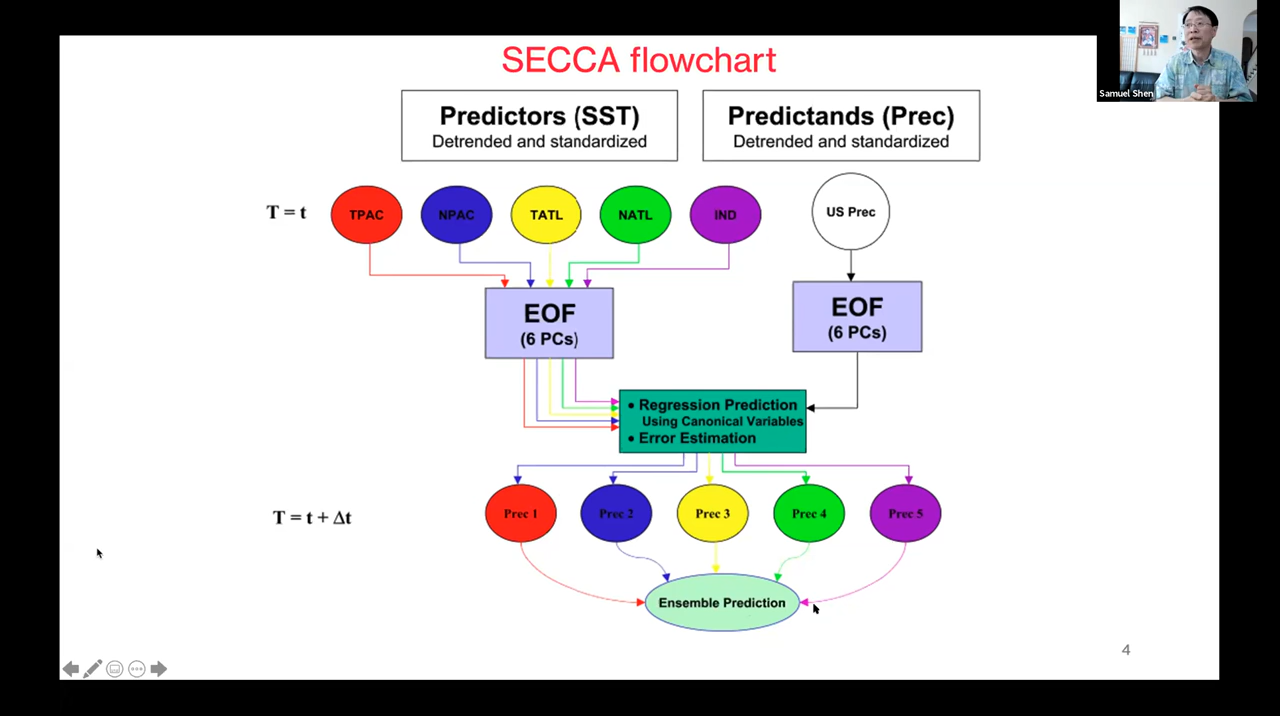 SECCA flowchart
Samuel Shen
Predictors (SST)
Detrended and standardized
Predictands (Prec)
Detrended and standardized
T = t
TPAC
NPAC
TATL
NATL
IND
US Prec
EOF
(6 PCs)
EOF
(6 PCs)
• Regression Prediction
Using Canonical Variables
• Error Estimation
T = t + Δt
Prec 1
Prec 2
Prec 3
Prec 4
Prec 5
Ensemble Prediction
4